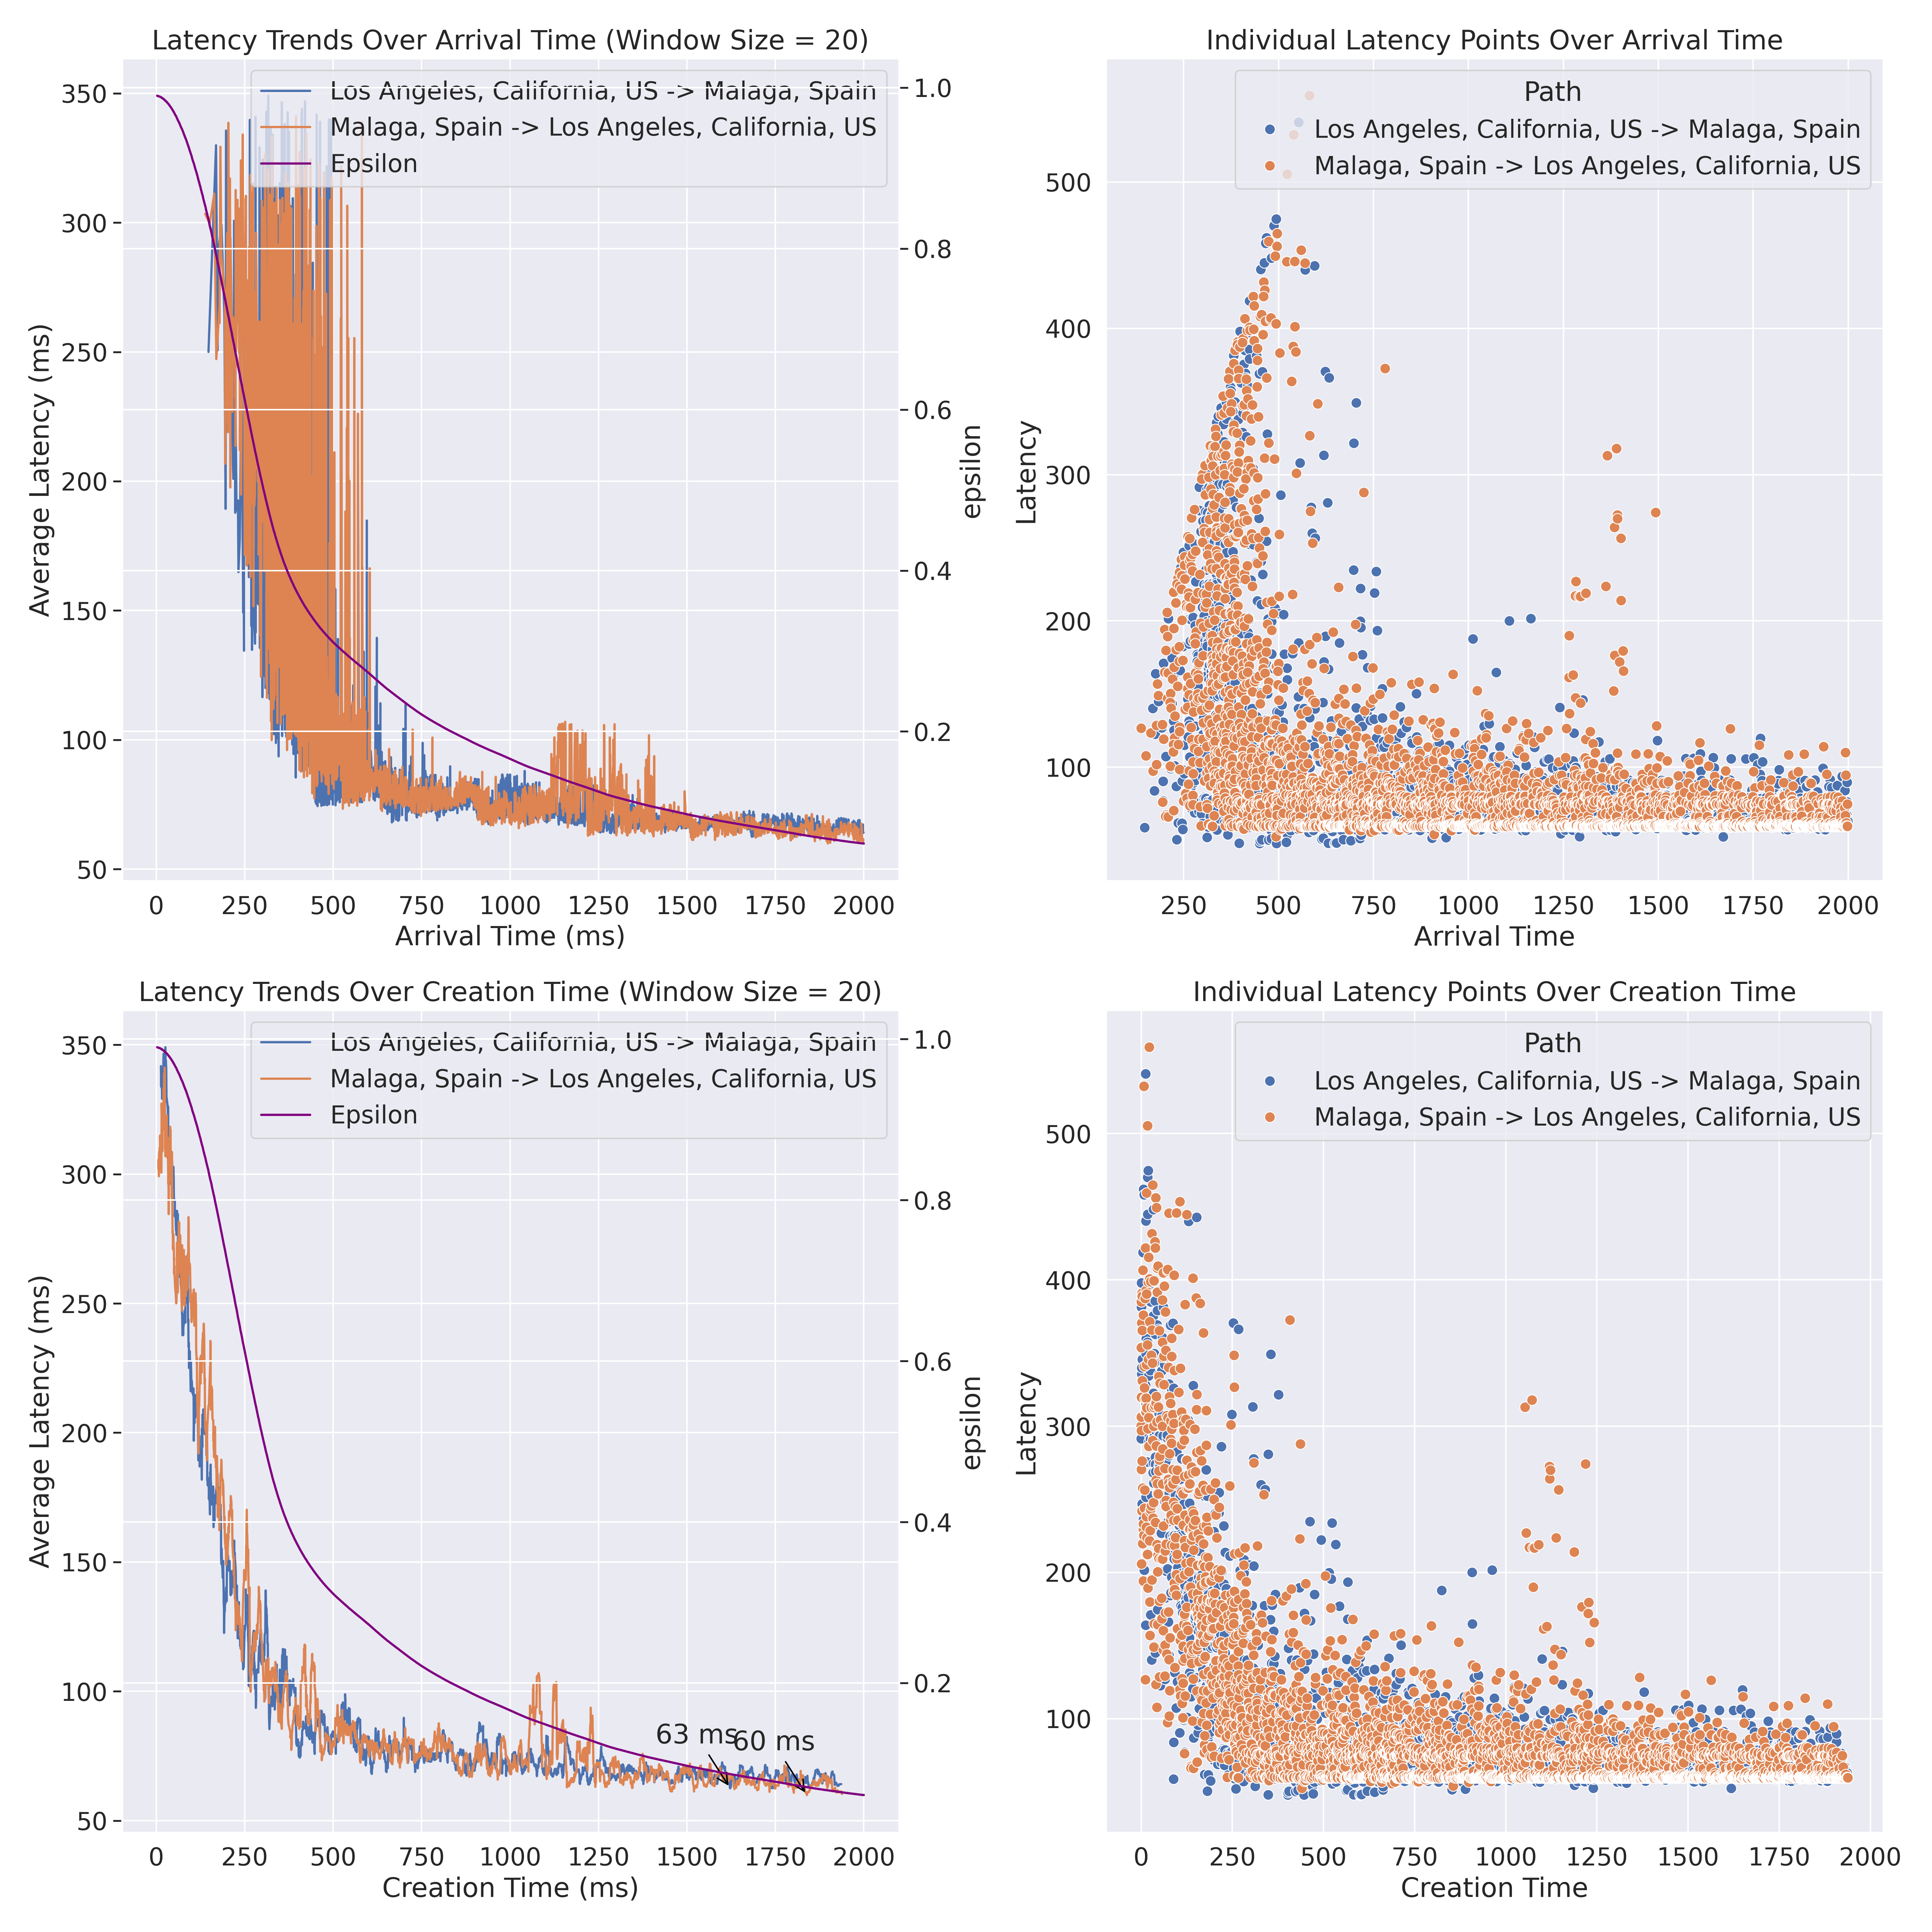 Latency Trends Over Arrival Time (Window Size = 20)
Los Angeles, California, US -> Malaga, Spain
Malaga, Spain -> Los Angeles, California, US
Epsilon
350
300
250
200
150
100
50
Average Latency (ms)
1.0
0.8
0.6
0.4
0.2
epsilon
0 250 500 750 1000 1250 1500 1750 2000
Arrival Time (ms)
Individual Latency Points Over Arrival Time
Path
Los Angeles, California, US -> Malaga, Spain
Malaga, Spain -> Los Angeles, California, US
500
400
300
200
100
Latency
250 500 750 1000 1250 1500 1750 2000
Arrival Time
Latency Trends Over Creation Time (Window Size = 20)
Los Angeles, California, US -> Malaga, Spain
Malaga, Spain -> Los Angeles, California, US
Epsilon
350
300
250
200
150
100
50
Average Latency (ms)
1.0
0.8
0.6
0.4
0.2
epsilon
63 ms
60 ms
0 250 500 750 1000 1250 1500 1750 2000
Creation Time (ms)
Individual Latency Points Over Creation Time
Path
Los Angeles, California, US -> Malaga, Spain
Malaga, Spain -> Los Angeles, California, US
500
400
300
200
100
Latency
0 250 500 750 1000 1250 1500 1750 2000
Creation Time